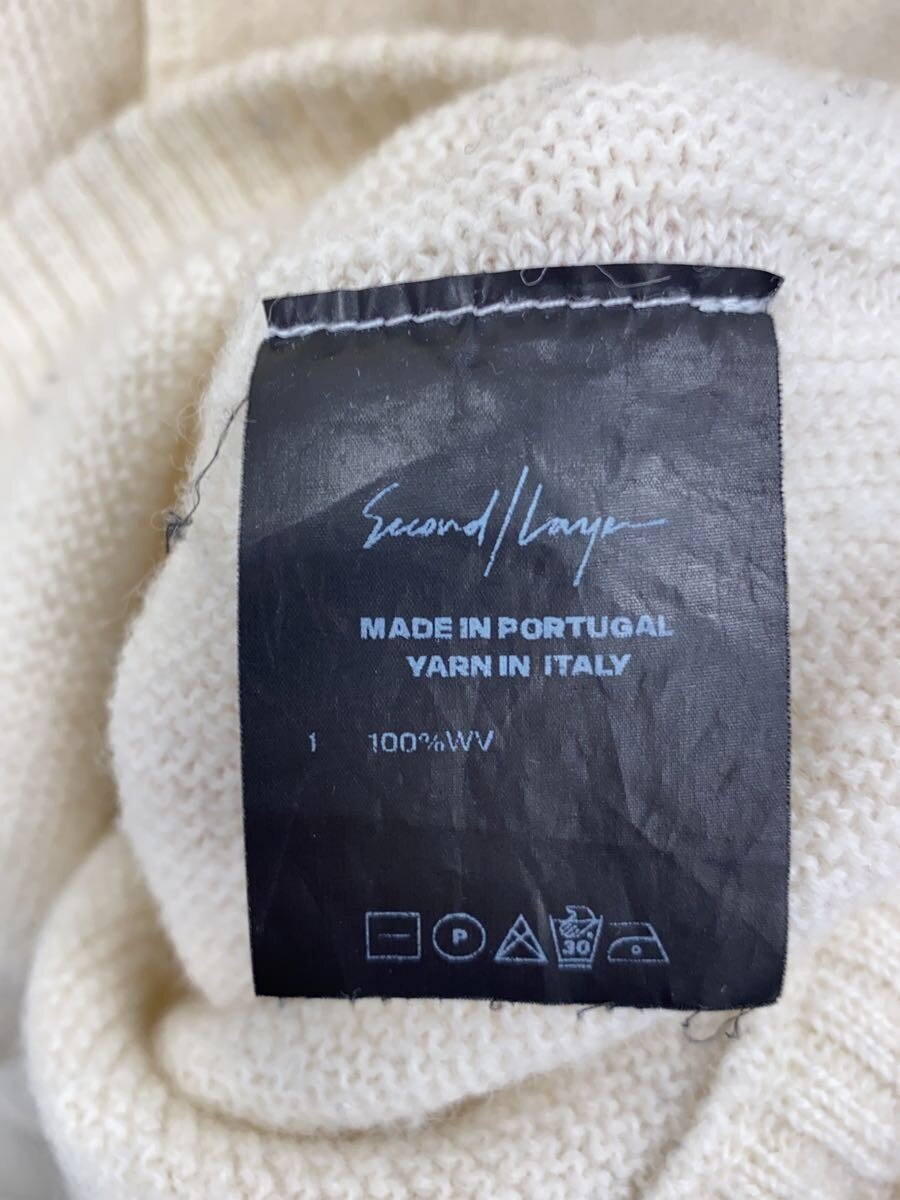 Second/Layer
MADE IN PORTUGAL
YARN IN ITALY
1 100%WV
P
30